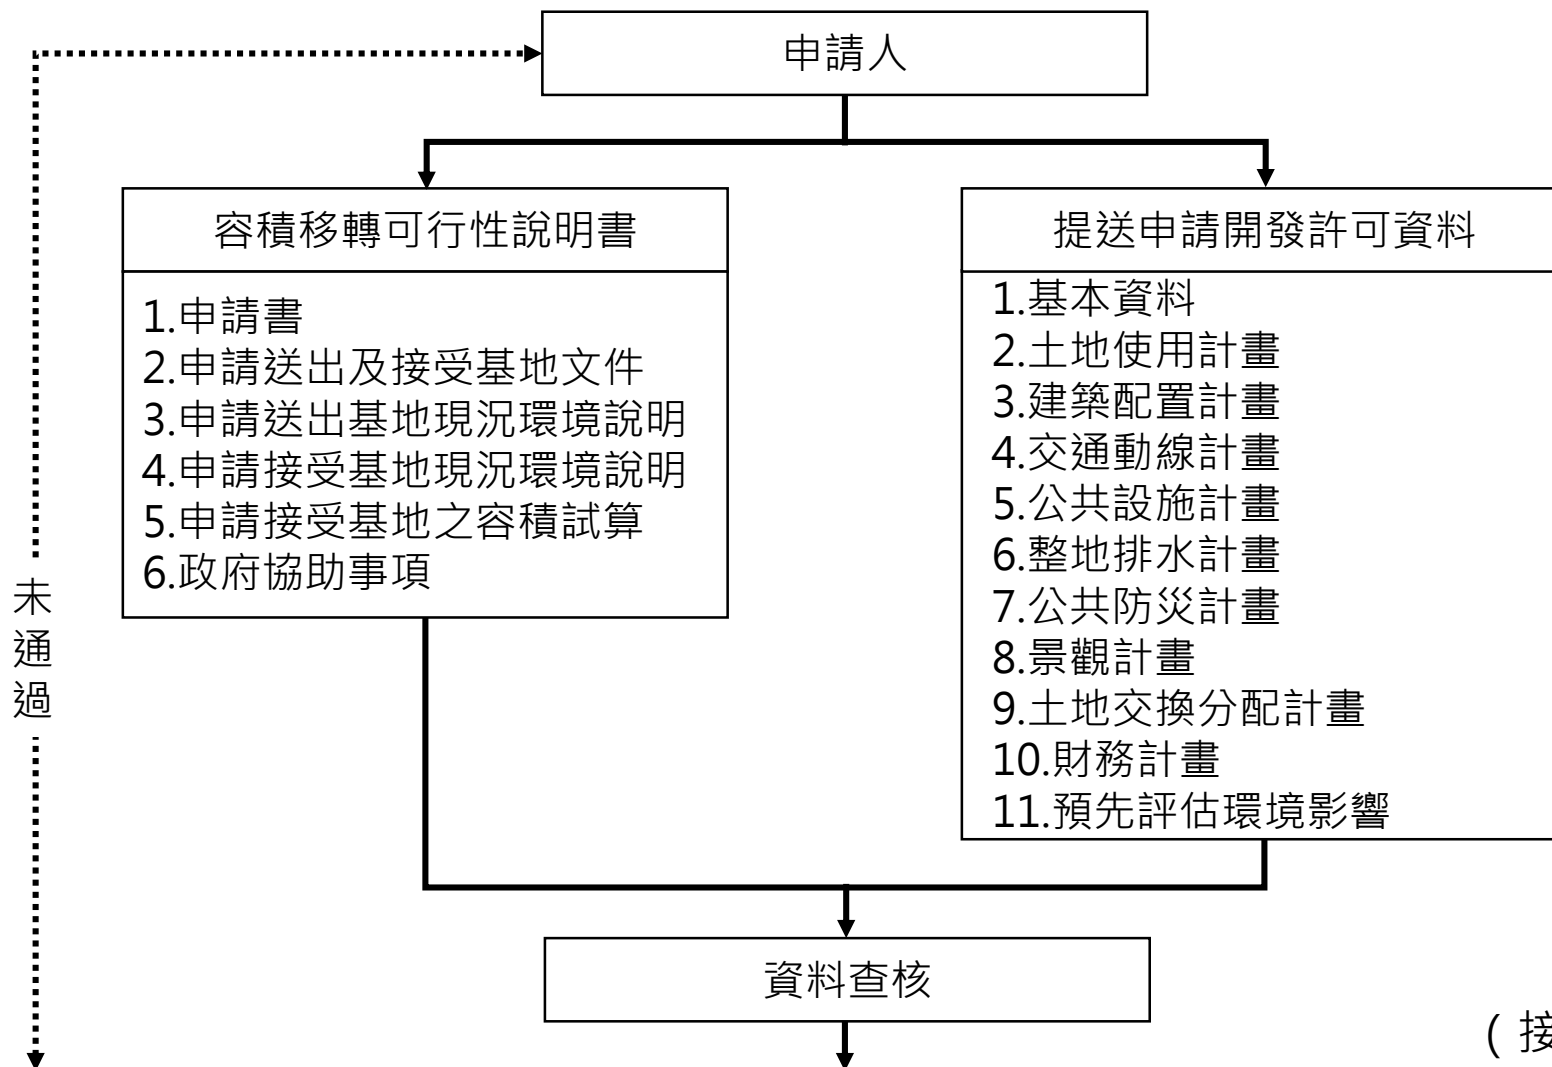 申請人
容積移轉可行性說明書
1.申請書
2.申請送出及接受基地文件
3.申請送出基地現況環境說明
4.申請接受基地現況環境說明
5.申請接受基地之容積試算
6.政府協助事項
提送申請開發許可資料
1.基本資料
2.土地使用計畫
3.建築配置計畫
4.交通動線計畫
5.公共設施計畫
6.整地排水計畫
7.公共防災計畫
8.景觀計畫
9.土地交換分配計畫
10.財務計畫
11.預先評估環境影響
未通過
資料查核
(接